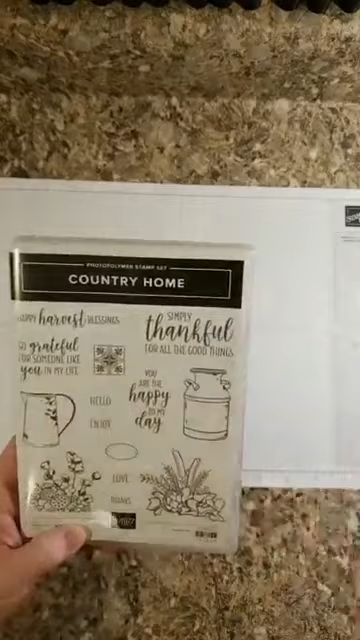 PHOTOPOLYMER STAMP SET
COUNTRY HOME
HAPPY harvest BLESSINGS
SIMPLY
thankful
FOR ALL THE GOOD THINGS
SO grateful
FOR SOMEONE LIKE
you IN MY LIFE
YOU
ARE THE
happy
IN MY
day
HELLO
ENJOY
LOVE
THANKS